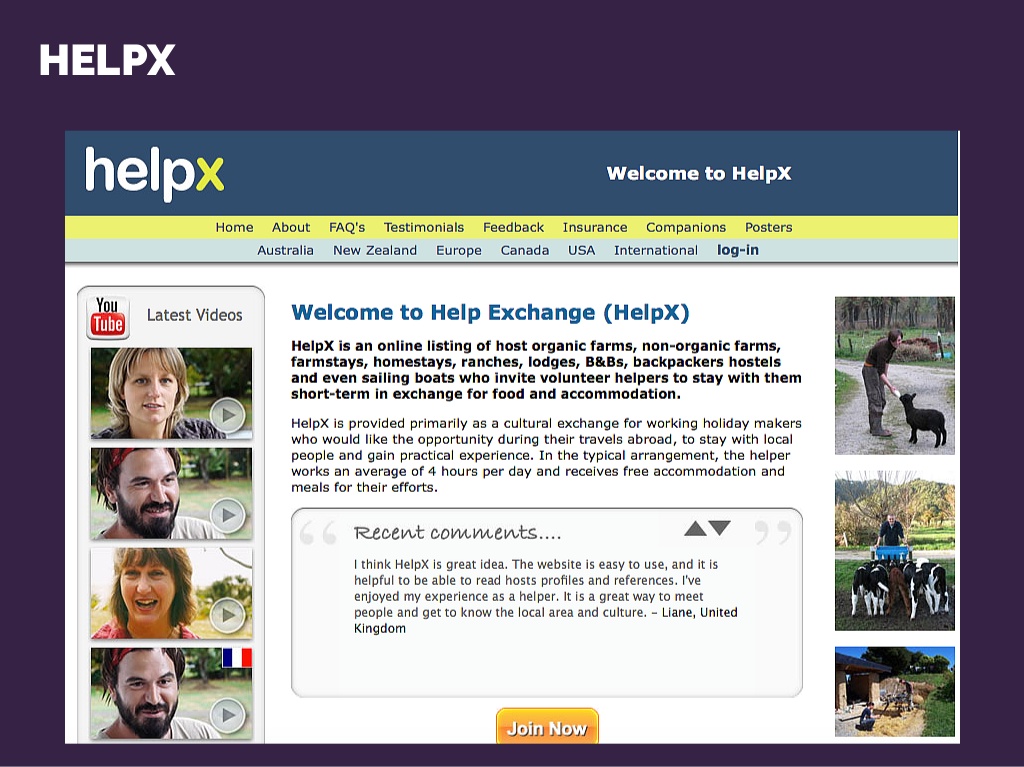 HELPX
helpx
Welcome to HelpX
Home About FAQ's Testimonials Feedback Insurance Companions Posters
Australia New Zealand Europe Canada USA International log-in
You
Tube
Latest Videos
Welcome to Help Exchange (HelpX)
HelpX is an online listing of host organic farms, non-organic farms,
farmstays, homestays, ranches, lodges, B&Bs, backpackers hostels
and even sailing boats who invite volunteer helpers to stay with them
short-term in exchange for food and accommodation.
HelpX is provided primarily as a cultural exchange for working holiday makers
who would like the opportunity during their travels abroad, to stay with local
people and gain practical experience. In the typical arrangement, the helper
works an average of 4 hours per day and receives free accommodation and
meals for their efforts.
“ Recent comments.... ”
I think HelpX is great idea. The website is easy to use, and it is
helpful to be able to read hosts profiles and references. I've
enjoyed my experience as a helper. It is a great way to meet
people and get to know the local area and culture. – Liane, United
Kingdom
Join Now